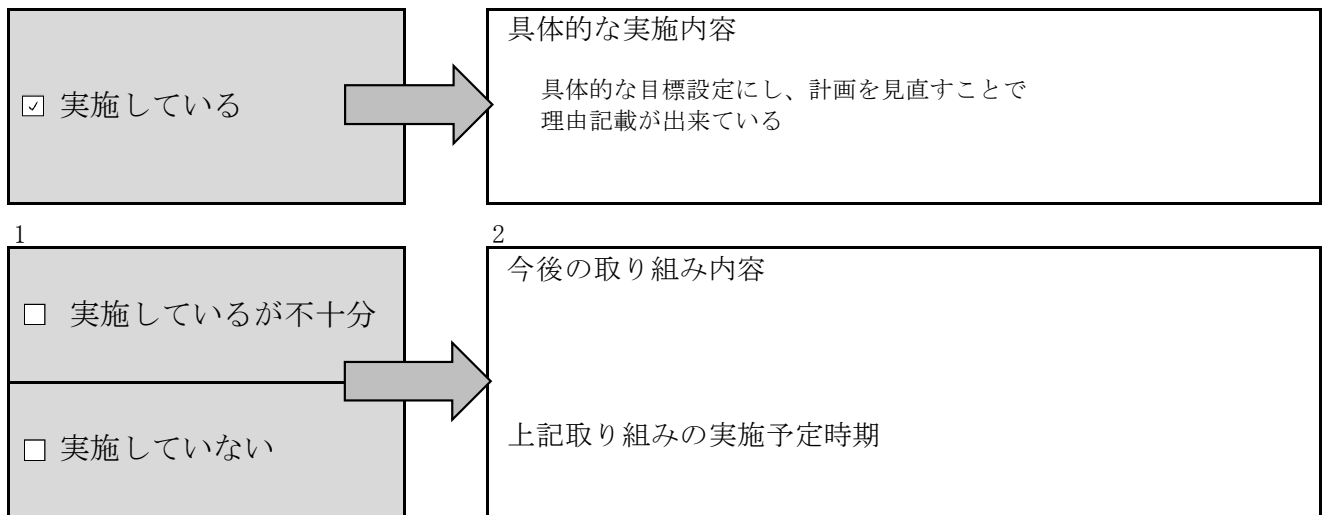 具体的な実施内容
具体的な目標設定にし、計画を見直すことで
理由記載が出来ている
実施している
1
2
今後の取り組み内容
実施しているが不十分
上記取り組みの実施予定時期
実施していない